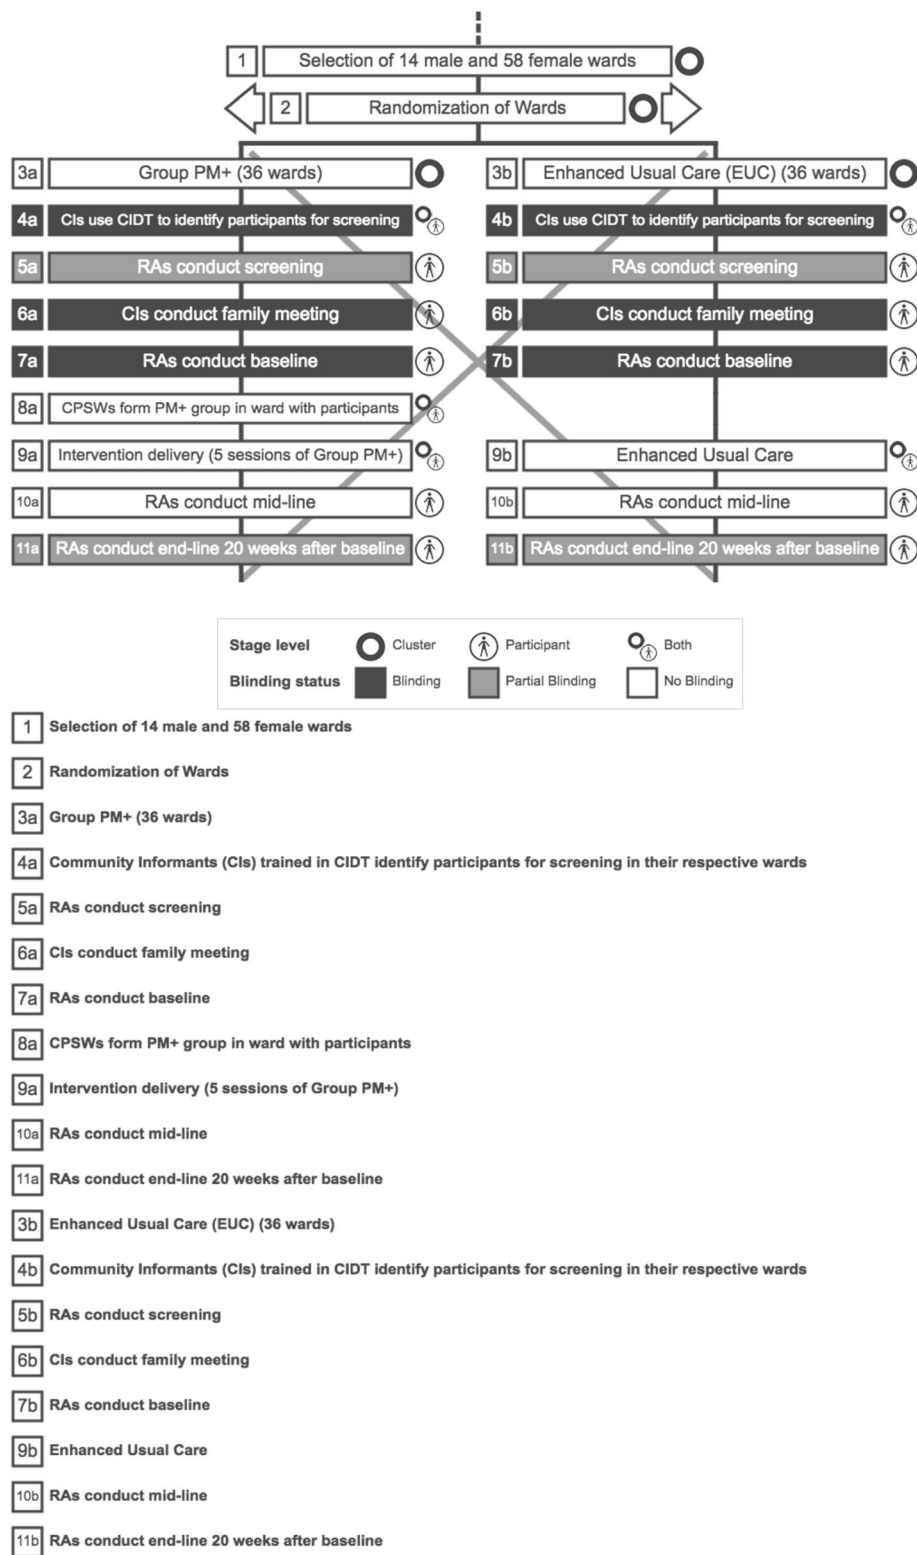 1 Selection of 14 male and 58 female wards
2 Randomization of Wards
3a Group PM+ (36 wards)
3b Enhanced Usual Care (EUC) (36 wards)
4a CIs use CIDT to identify participants for screening
4b CIs use CIDT to identify participants for screening
5a RAs conduct screening
5b RAs conduct screening
6a CIs conduct family meeting
6b CIs conduct family meeting
7a RAs conduct baseline
7b RAs conduct baseline
8a CPSWs form PM+ group in ward with participants
9a Intervention delivery (5 sessions of Group PM+)
9b Enhanced Usual Care
10a RAs conduct mid-line
10b RAs conduct mid-line
11a RAs conduct end-line 20 weeks after baseline
11b RAs conduct end-line 20 weeks after baseline
Stage level Cluster Participant Both
Blinding status Blinding Partial Blinding No Blinding
1 Selection of 14 male and 58 female wards
2 Randomization of Wards
3a Group PM+ (36 wards)
4a Community Informants (CIs) trained in CIDT identify participants for screening in their respective wards
5a RAs conduct screening
6a CIs conduct family meeting
7a RAs conduct baseline
8a CPSWs form PM+ group in ward with participants
9a Intervention delivery (5 sessions of Group PM+)
10a RAs conduct mid-line
11a RAs conduct end-line 20 weeks after baseline
3b Enhanced Usual Care (EUC) (36 wards)
4b Community Informants (CIs) trained in CIDT identify participants for screening in their respective wards
5b RAs conduct screening
6b CIs conduct family meeting
7b RAs conduct baseline
9b Enhanced Usual Care
10b RAs conduct mid-line
11b RAs conduct end-line 20 weeks after baseline